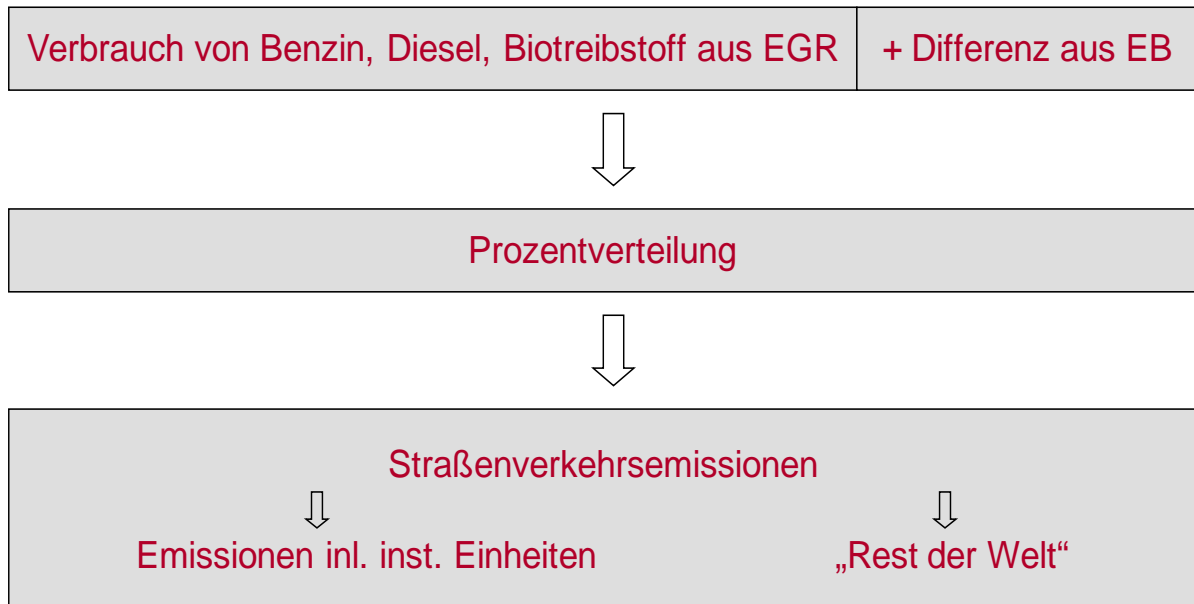 Verbrauch von Benzin, Diesel, Biotreibstoff aus EGR
+ Differenz aus EB
Prozentverteilung
Straßenverkehrsemissionen
Emissionen inl. inst. Einheiten
„Rest der Welt“